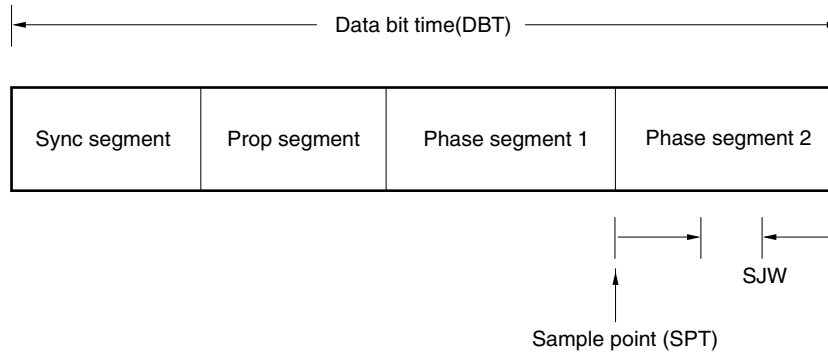 Data bit time(DBT)
Sync segment
Prop segment
Phase segment 1
Phase segment 2
SJW
Sample point (SPT)